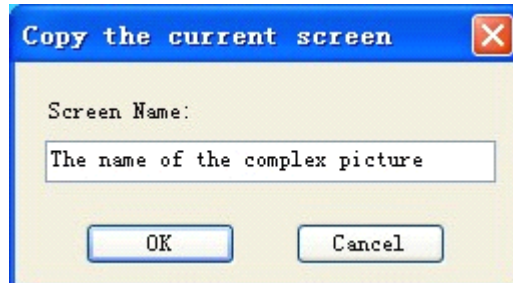 Copy the current screen
Screen Name:
The name of the complex picture
OK Cancel